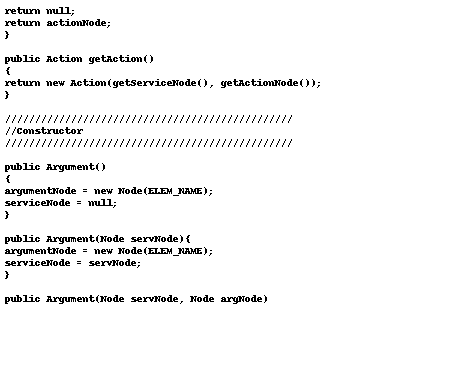 return null;
return actionNode;
}
public Action getAction()
{
return new Action(getServiceNode(), getActionNode());
}
////////////////////////////////////////////////
//Constructor
////////////////////////////////////////////////
public Argument()
{
argumentNode = new Node(ELEM_NAME);
serviceNode = null;
}
public Argument(Node servNode){
argumentNode = new Node(ELEM_NAME);
serviceNode = servNode;
}
public Argument(Node servNode, Node argNode)